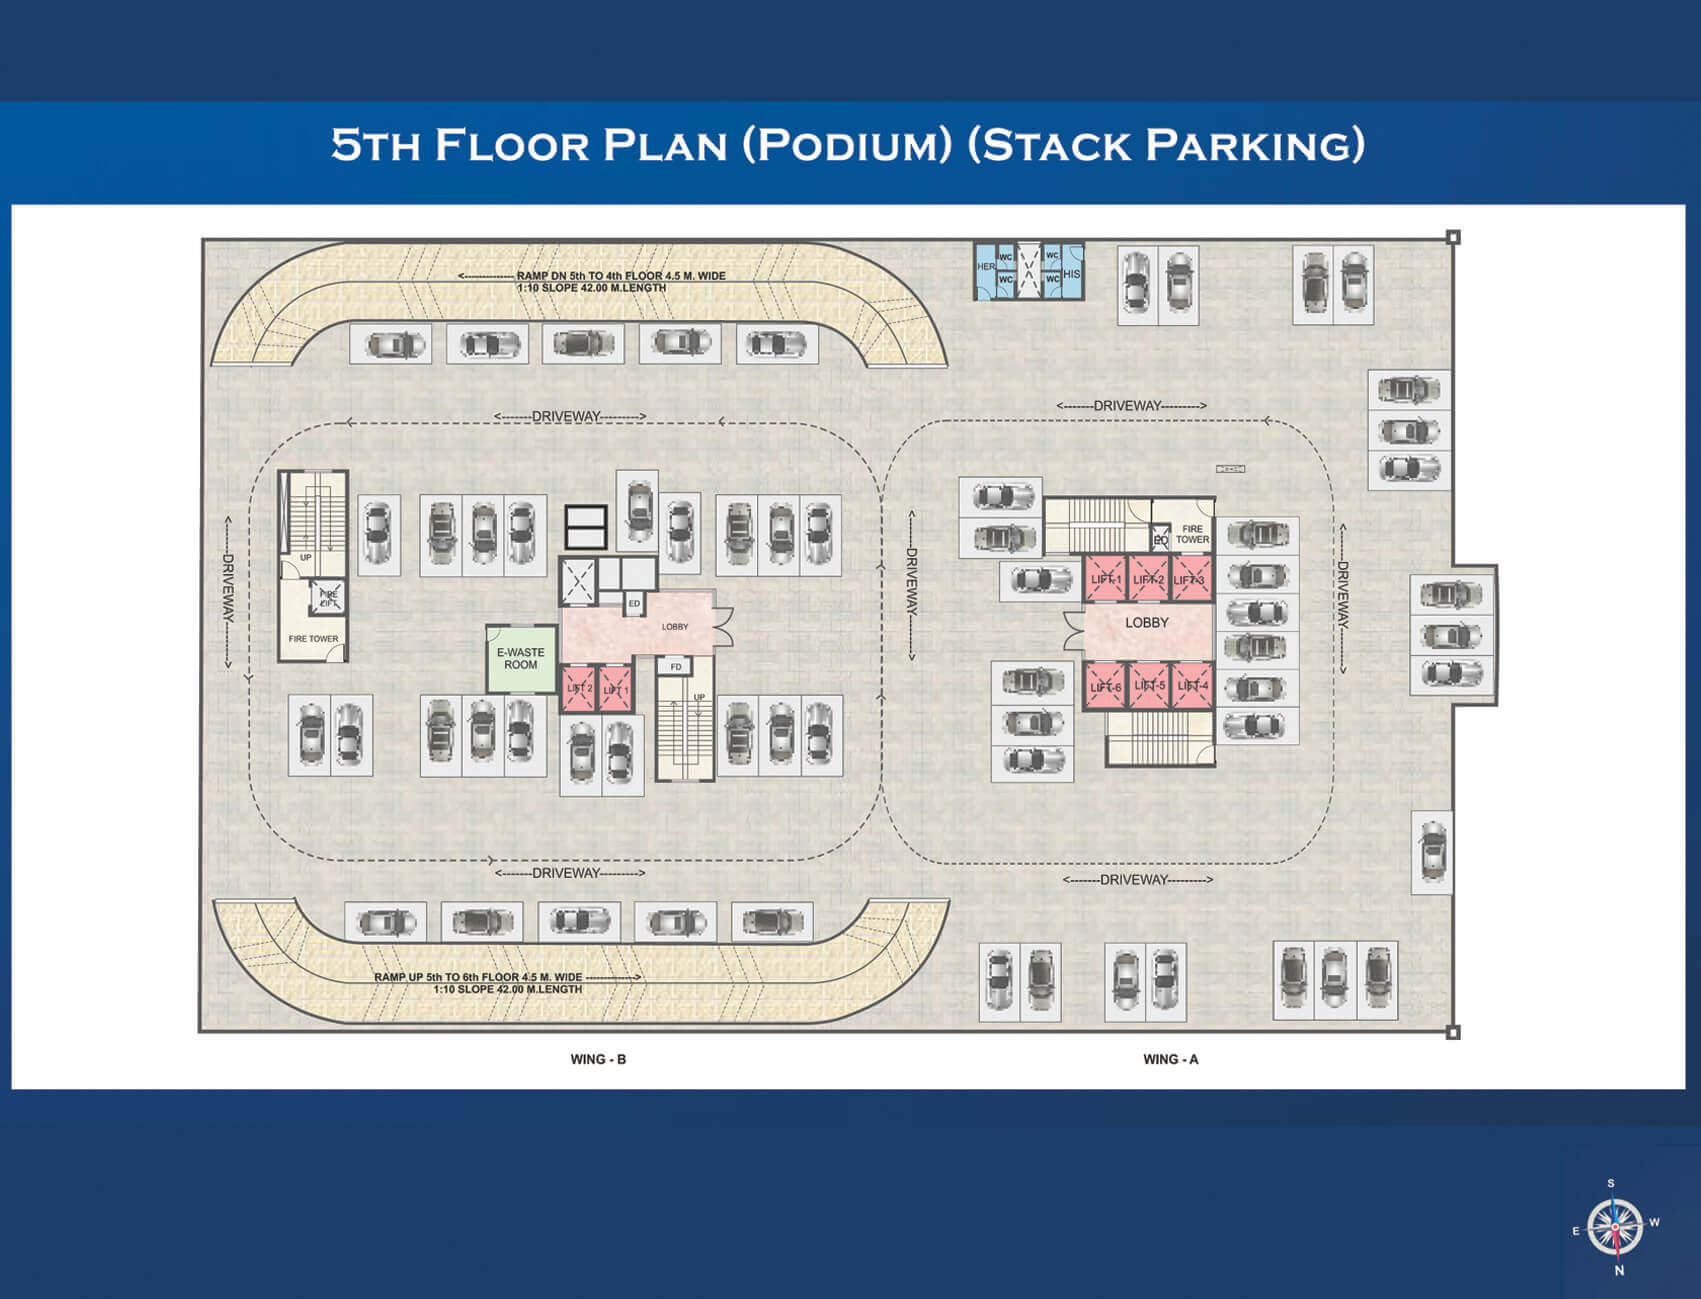 5TH FLOOR PLAN (PODIUM) (STACK PARKING)
<-------------- RAMP DN 5th TO 4th FLOOR 4.5 M. WIDE
1:10 SLOPE 42.00 M.LENGTH
HER
WC
WC
WC
WC
HIS
<-------DRIVEWAY--------->
<-------DRIVEWAY--------->
UP
FIRE
LIFT
FIRE TOWER
<-------DRIVEWAY--------->
E-WASTE
ROOM
ED
LOBBY
FD
LIFT 2
LIFT 1
UP
<-------DRIVEWAY--------->
FIRE
TOWER
ED
LIFT-1
LIFT-2
LIFT-3
LOBBY
LIFT-6
LIFT-5
LIFT-4
<-------DRIVEWAY--------->
<-------DRIVEWAY--------->
<-------DRIVEWAY--------->
RAMP UP 5th TO 6th FLOOR 4.5 M. WIDE -------------->
1:10 SLOPE 42.00 M.LENGTH
WING - B
WING - A
S
E
W
N